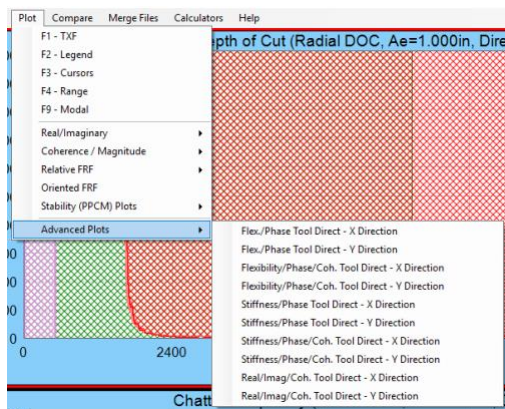 Plot Compare Merge Files Calculators Help
F1 - TXF
epth of Cut (Radial DOC, Ae=1.000in, Dire
F2 - Legend
F3 - Cursors
F4 - Range
F9 - Modal
Real/Imaginary
Coherence / Magnitude
Relative FRF
Oriented FRF
Stability (PPCM) Plots
Advanced Plots
Flex./Phase Tool Direct - X Direction
Flex./Phase Tool Direct - Y Direction
Flexibility/Phase/Coh. Tool Direct - X Direction
Flexibility/Phase/Coh. Tool Direct - Y Direction
Stiffness/Phase Tool Direct - X Direction
Stiffness/Phase Tool Direct - Y Direction
Stiffness/Phase/Coh. Tool Direct - X Direction
Stiffness/Phase/Coh. Tool Direct - Y Direction
Real/Imag/Coh. Tool Direct - X Direction
Real/Imag/Coh. Tool Direct - Y Direction
0
0 2400
Chatt